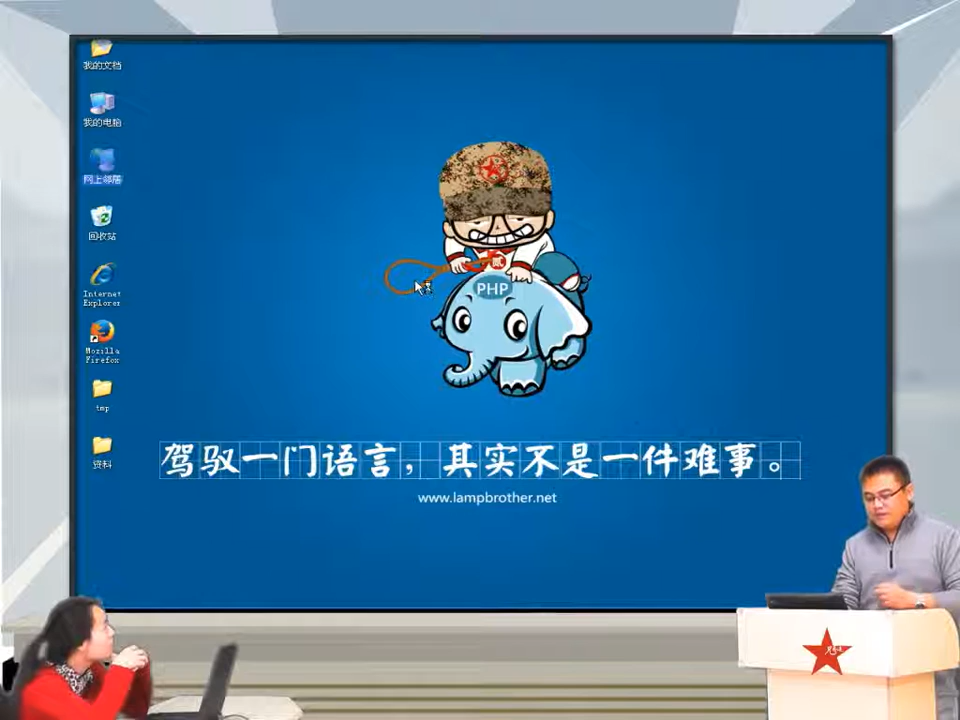 我的文档
我的电脑
网上邻居
回收站
Internet
Explorer
Mozilla
Firefox
tmp
资料
PHP
驾驭一门语言，其实不是一件难事。
www.lampbrother.net